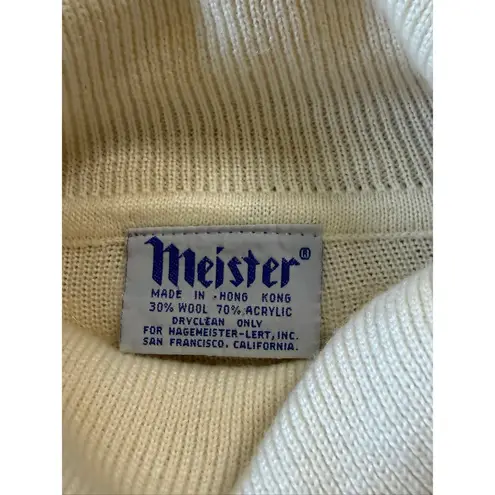 Meister®
MADE IN HONG KONG
30% WOOL 70% ACRYLIC
DRYCLEAN ONLY
FOR HAGEMEISTER-LERT, INC.
SAN FRANCISCO, CALIFORNIA.